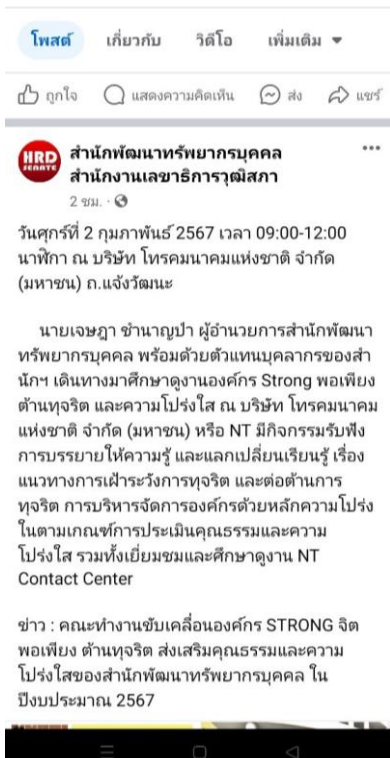 โพสต์ เกี่ยวกับ วิดีโอ เพิ่มเติม
ถูกใจ แสดงความคิดเห็น ส่ง แชร์
HRD
SENATE
สำนักพัฒนาทรัพยากรบุคคล
สำนักงานเลขาธิการวุฒิสภา
2 ชม. ·
วันศุกร์ที่ 2 กุมภาพันธ์ 2567 เวลา 09:00-12:00
นาฬิกา ณ บริษัท โทรคมนาคมแห่งชาติ จำกัด
(มหาชน) ถ.แจ้งวัฒนะ
นายเจษฎา ชำนาญป่า ผู้อำนวยการสำนักพัฒนา
ทรัพยากรบุคคล พร้อมด้วยตัวแทนบุคลากรของสำ
นักฯ เดินทางมาศึกษาดูงานองค์กร Strong พอเพียง
ต้านทุจริต และความโปร่งใส ณ บริษัท โทรคมนาคม
แห่งชาติ จำกัด (มหาชน) หรือ NT มีกิจกรรมรับฟัง
การบรรยายให้ความรู้ และแลกเปลี่ยนเรียนรู้ เรื่อง
แนวทางการเฝ้าระวังการทุจริต และต่อต้านการ
ทุจริต การบริหารจัดการองค์กรด้วยหลักความโปร่ง
ในตามเกณฑ์การประเมินคุณธรรมและความ
โปร่งใส รวมทั้งเยี่ยมชมและศึกษาดูงาน NT
Contact Center
ข่าว : คณะทำงานขับเคลื่อนองค์กร STRONG จิต
พอเพียง ต้านทุจริต ส่งเสริมคุณธรรมและความ
โปร่งใสของสำนักพัฒนาทรัพยากรบุคคล ใน
ปีงบประมาณ 2567